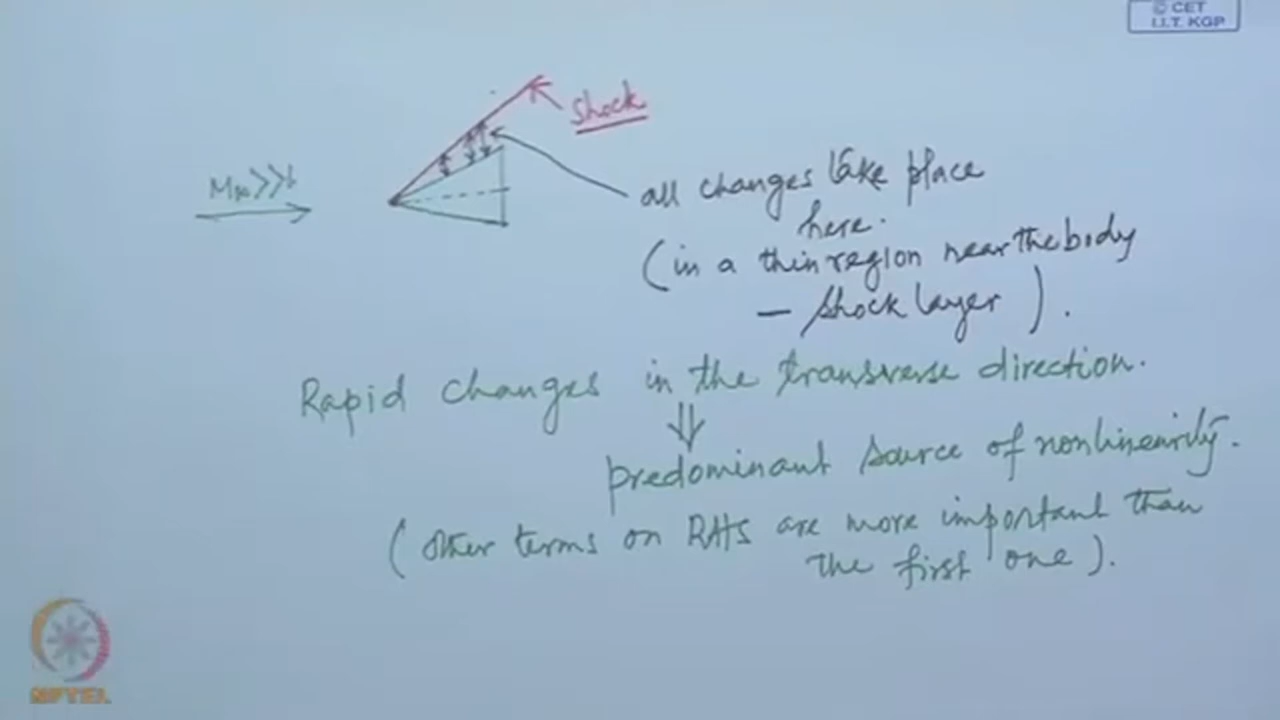 © CET
I.I.T. KGP
Shock
M∞>>1
all changes take place
here.
(in a thin region near the body
– Shock layer).
Rapid changes in the transverse direction.
⇓
predominant source of nonlinearity.
(other terms on RHS are more important than
the first one).
NPTEL